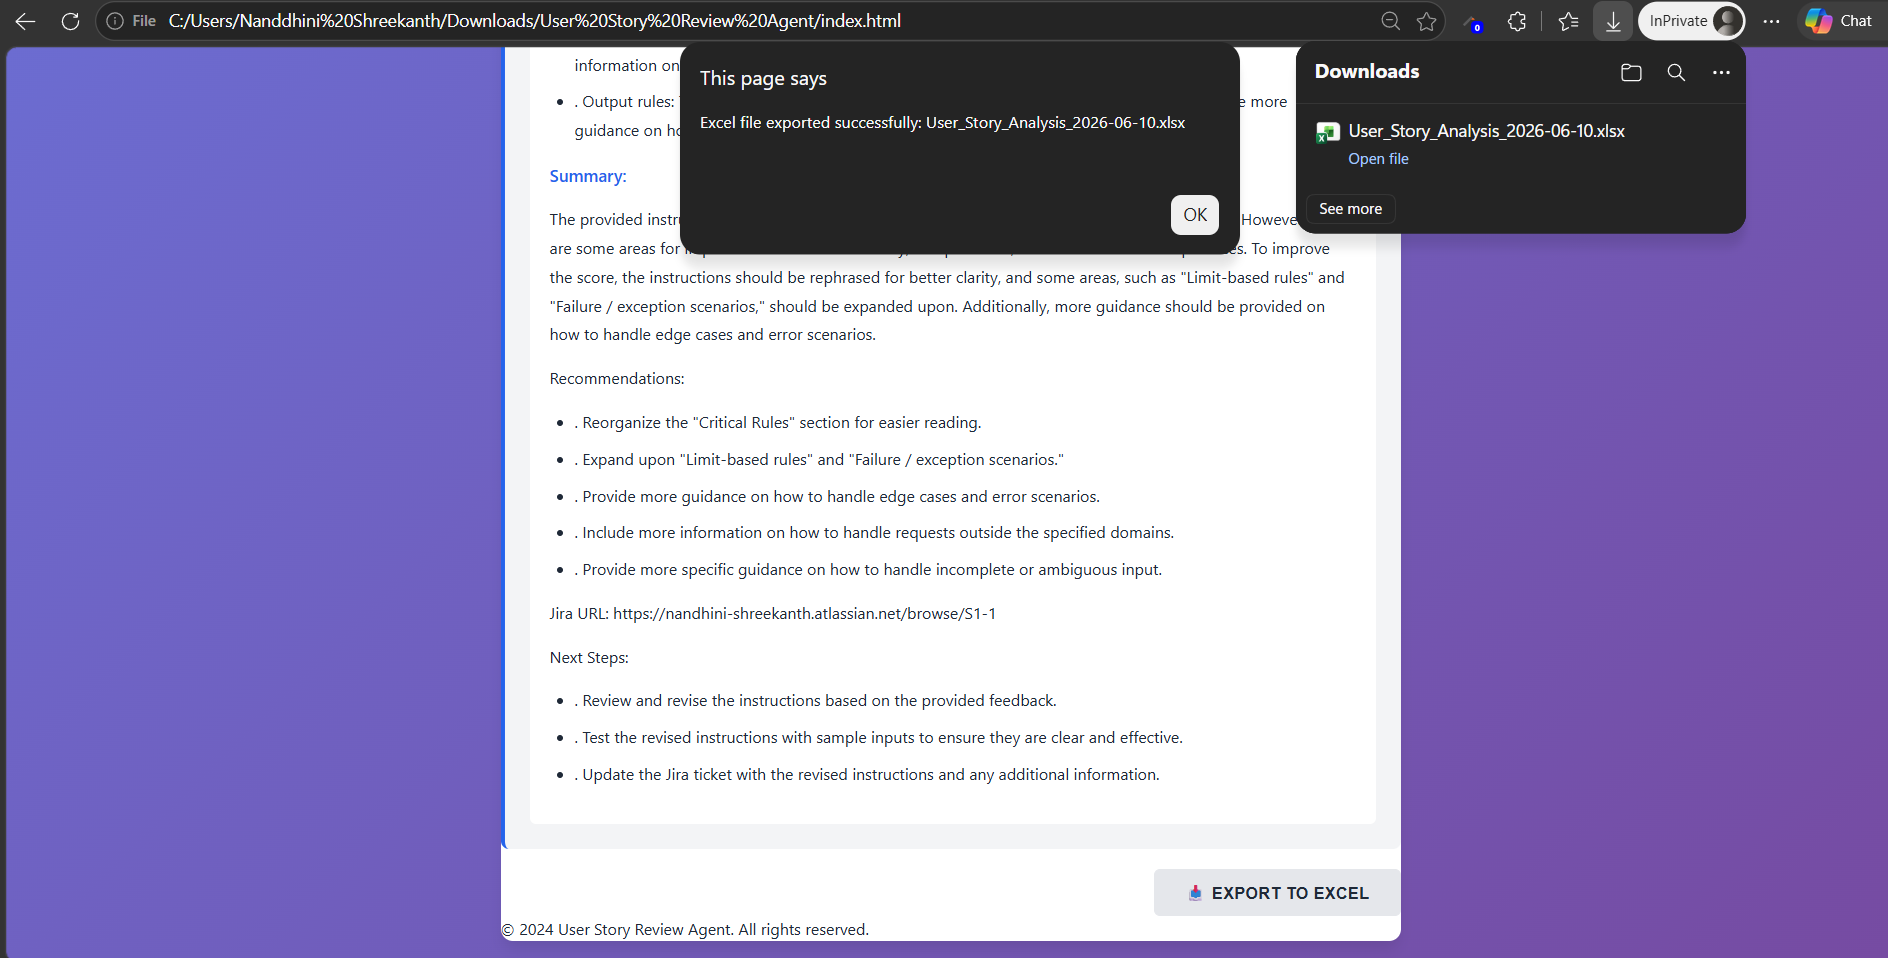 File C:/Users/Nanddhini%20Shreekanth/Downloads/User%20Story%20Review%20Agent/index.html
0
InPrivate
Chat
This page says
Excel file exported successfully: User_Story_Analysis_2026-06-10.xlsx
OK
Downloads
User_Story_Analysis_2026-06-10.xlsx
Open file
See more
information on
• . Output rules: e more
guidance on
Summary:
The provided
are some areas for To improve
the score, the instructions should be rephrased for better clarity, and some areas, such as "Limit-based rules" and
"Failure / exception scenarios," should be expanded upon. Additionally, more guidance should be provided on
how to handle edge cases and error scenarios.
Recommendations:
• . Reorganize the "Critical Rules" section for easier reading.
• . Expand upon "Limit-based rules" and "Failure / exception scenarios."
• . Provide more guidance on how to handle edge cases and error scenarios.
• . Include more information on how to handle requests outside the specified domains.
• . Provide more specific guidance on how to handle incomplete or ambiguous input.
Jira URL: https://nandhini-shreekanth.atlassian.net/browse/S1-1
Next Steps:
• . Review and revise the instructions based on the provided feedback.
• . Test the revised instructions with sample inputs to ensure they are clear and effective.
• . Update the Jira ticket with the revised instructions and any additional information.
EXPORT TO EXCEL
© 2024 User Story Review Agent. All rights reserved.